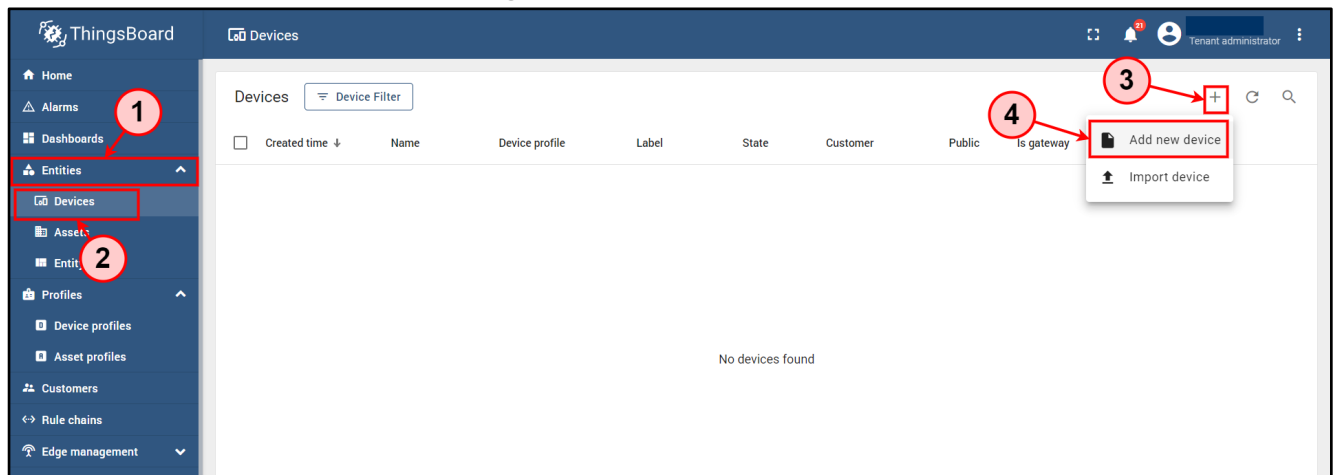 ThingsBoard
Devices
21
Tenant administrator
Home
Alarms
Dashboards
Entities
Devices
Assets
Entity
Profiles
Device profiles
Asset profiles
Customers
Rule chains
Edge management
1
2
Devices
Device Filter
3
4
Created time Name Device profile Label State Customer Public Is gateway
Add new device
Import device
No devices found